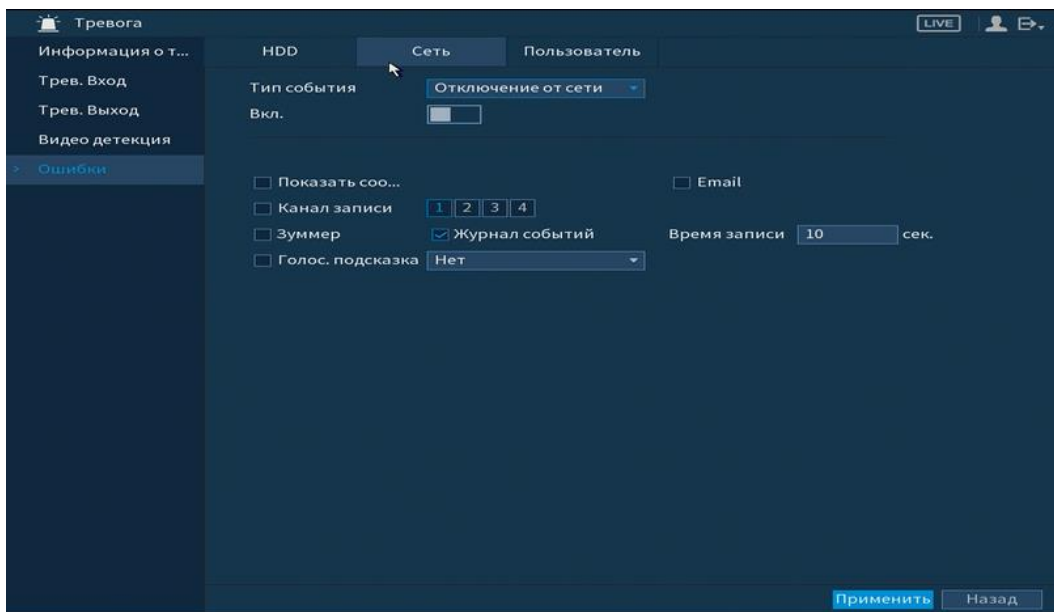 Тревога LIVE
Информация о т...
Трев. Вход
Трев. Выход
Видео детекция
> Ошибки
HDD Сеть Пользователь
Тип события Отключение от сети
Вкл.
Показать соо... Email
Канал записи 1 2 3 4
Зуммер Журнал событий Время записи 10 сек.
Голос. подсказка Нет
Применить Назад